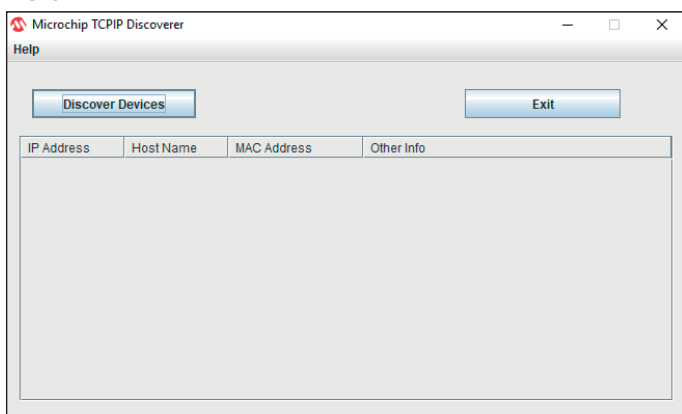 Microchip TCPIP Discoverer
Help
Discover Devices Exit
IP Address Host Name MAC Address Other Info